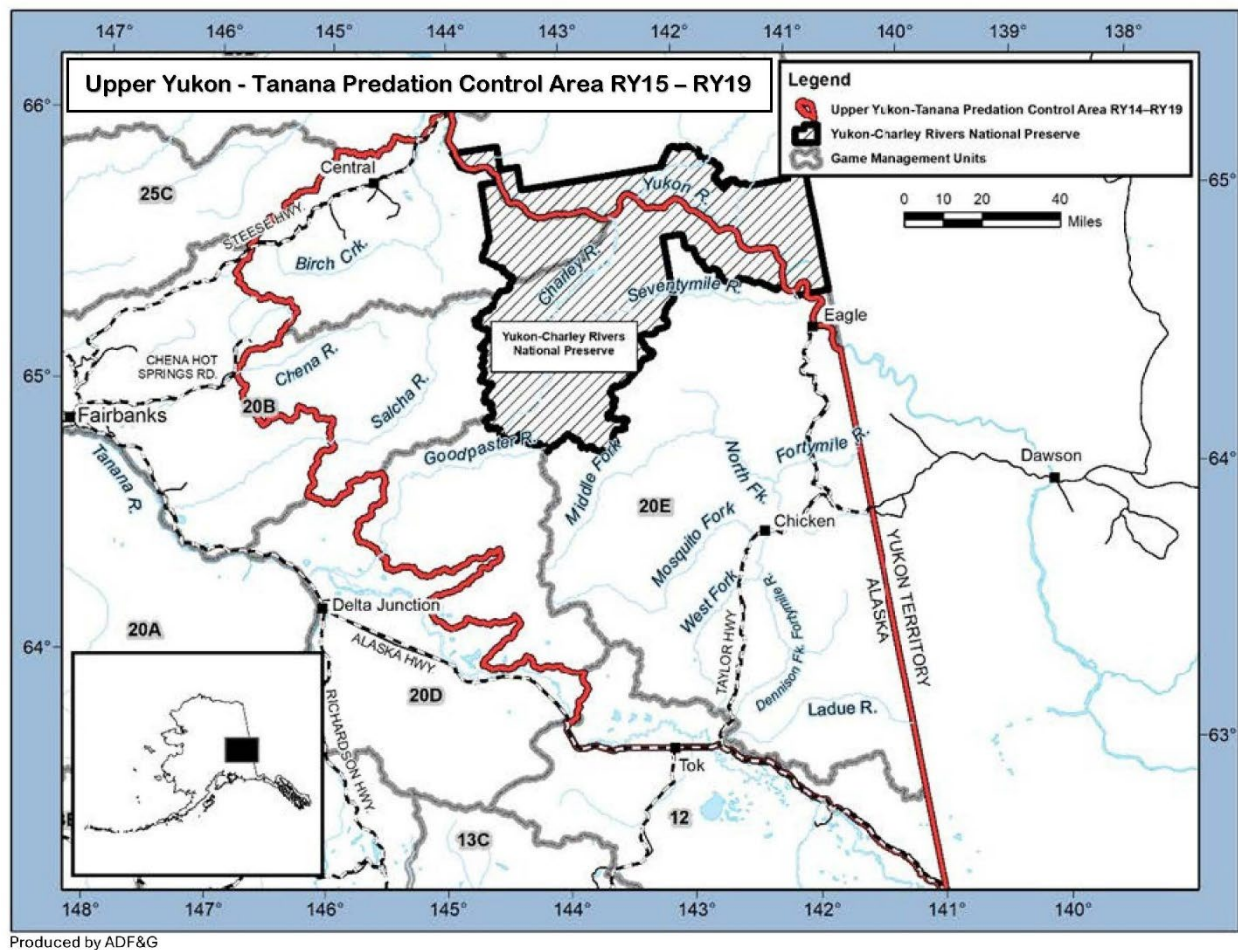 147° 146° 145° 144° 143° 142° 141° 140° 139° 138°
Upper Yukon - Tanana Predation Control Area RY15 – RY19
Legend
Upper Yukon-Tanana Predation Control Area RY14–RY19
Yukon-Charley Rivers National Preserve
Game Management Units
0 10 20 40
Miles
66°
65°
Central
25C
STEESE HWY.
Birch Crk.
Yukon R.
Charley R.
Seventymile R.
Yukon-Charley Rivers
National Preserve
Eagle
CHENA HOT
SPRINGS RD.
Chena R.
Salcha R.
65°
20B
Fairbanks
Tanana R.
Goodpaster R.
Middle Fork
North Fk.
Fortymile R.
Dawson
64°
20E
Mosquito Fork
Chicken
West Fork
TAYLOR HWY
Dennison Fk. Fortymile R.
YUKON TERRITORY
ALASKA
Delta Junction
ALASKA HWY.
20A
64°
20D
Ladue R.
RICHARDSON HWY.
63°
Tok
12
13C
148° 147° 146° 145° 144° 143° 142° 141° 140°
Produced by ADF&G